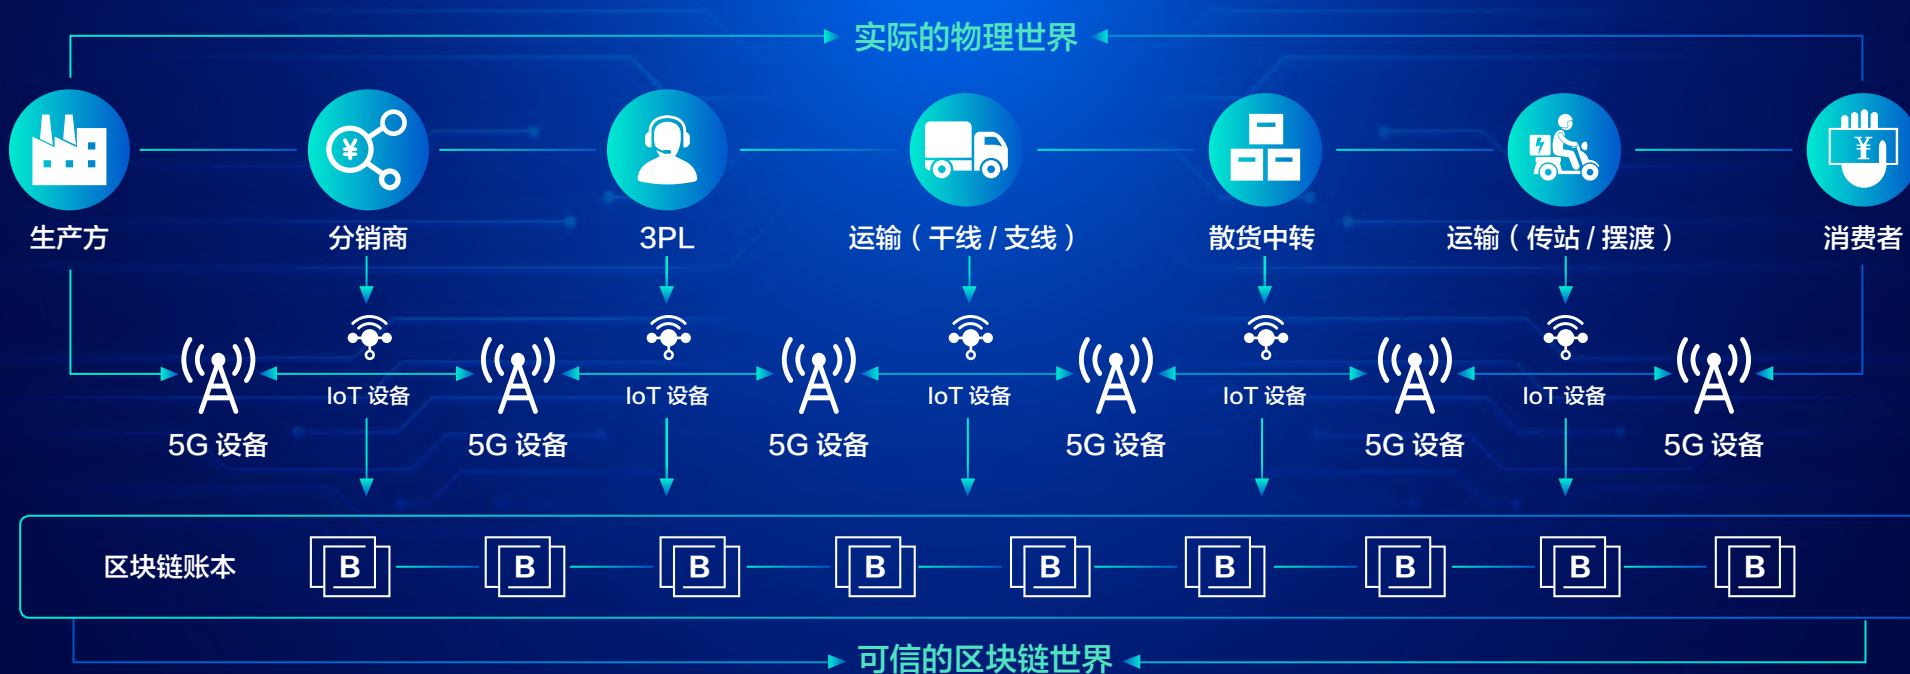 实际的物理世界
¥
¥
生产方
分销商
3PL
运输（干线 / 支线）
散货中转
运输（传站 / 摆渡）
消费者
IoT 设备
IoT 设备
IoT 设备
IoT 设备
IoT 设备
5G 设备
5G 设备
5G 设备
5G 设备
5G 设备
5G 设备
区块链账本
B
B
B
B
B
B
B
B
B
可信的区块链世界